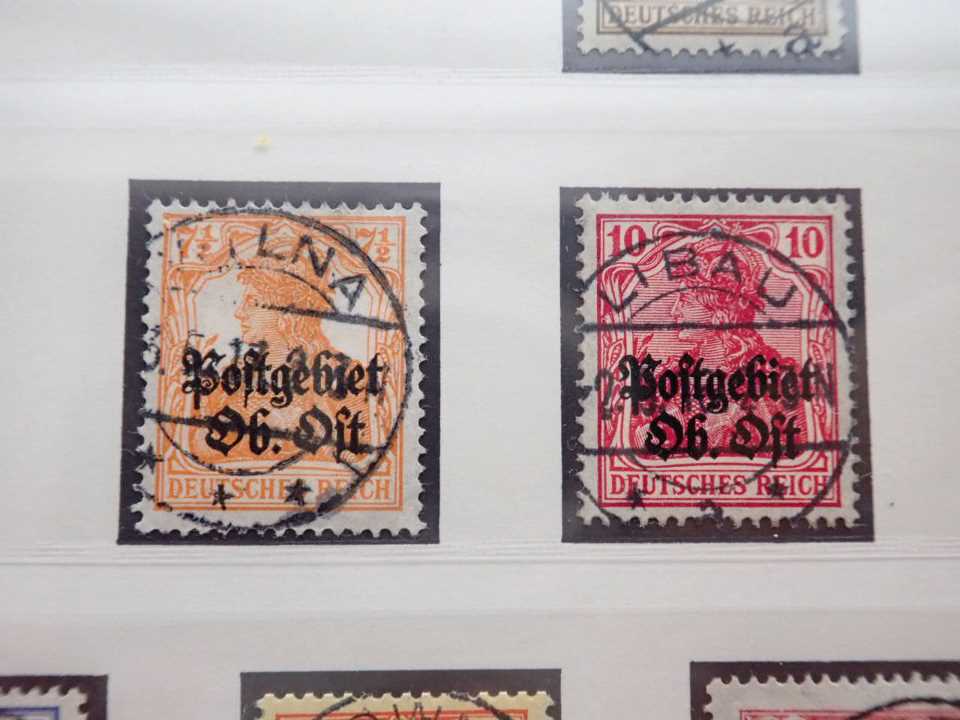 DEUTSCHES REICH
a
7½ 7½
WILNA
Postgebiet
Ob. Ost
DEUTSCHES REICH
10 10
LIBAU
Postgebiet
Ob. Ost
DEUTSCHES REICH
a